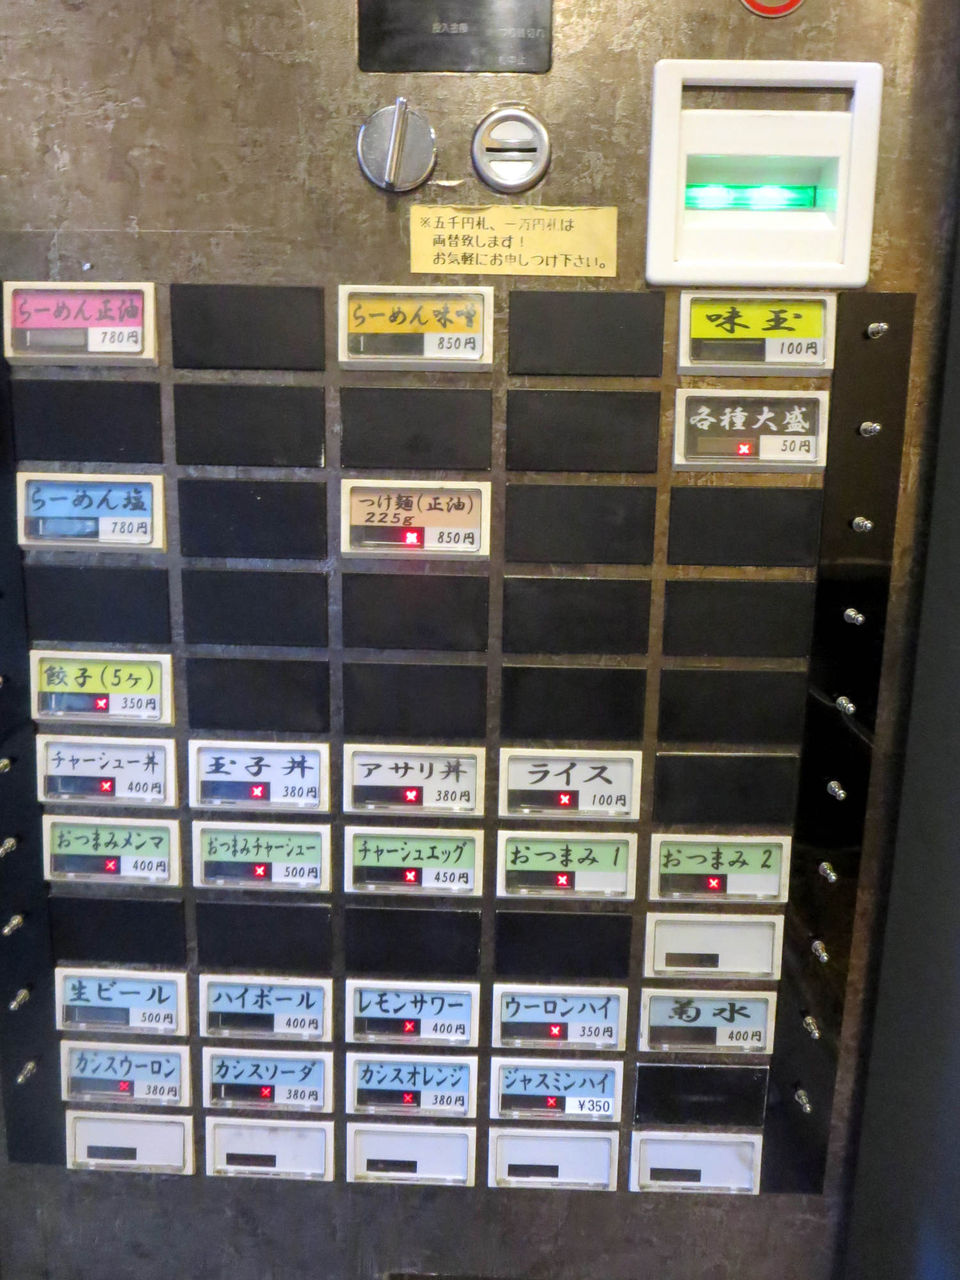 投入金額
つり銭切れ
中止
※五千円札、一万円札は
両替致します!
お気軽にお申しつけ下さい。
らーめん正油
780円
らーめん味噌
850円
味玉
100円
各種大盛
50円
らーめん塩
780円
つけ麺(正油)
225g
850円
餃子(5ヶ)
350円
チャーシュー丼
400円
玉子丼
380円
アサリ丼
380円
ライス
100円
おつまみメンマ
400円
おつまみチャーシュー
500円
チャーシュエッグ
450円
おつまみ1
おつまみ2
生ビール
500円
ハイボール
400円
レモンサワー
400円
ウーロンハイ
350円
菊水
400円
カシスウーロン
380円
カシスソーダ
380円
カシスオレンジ
380円
ジャスミンハイ
¥350